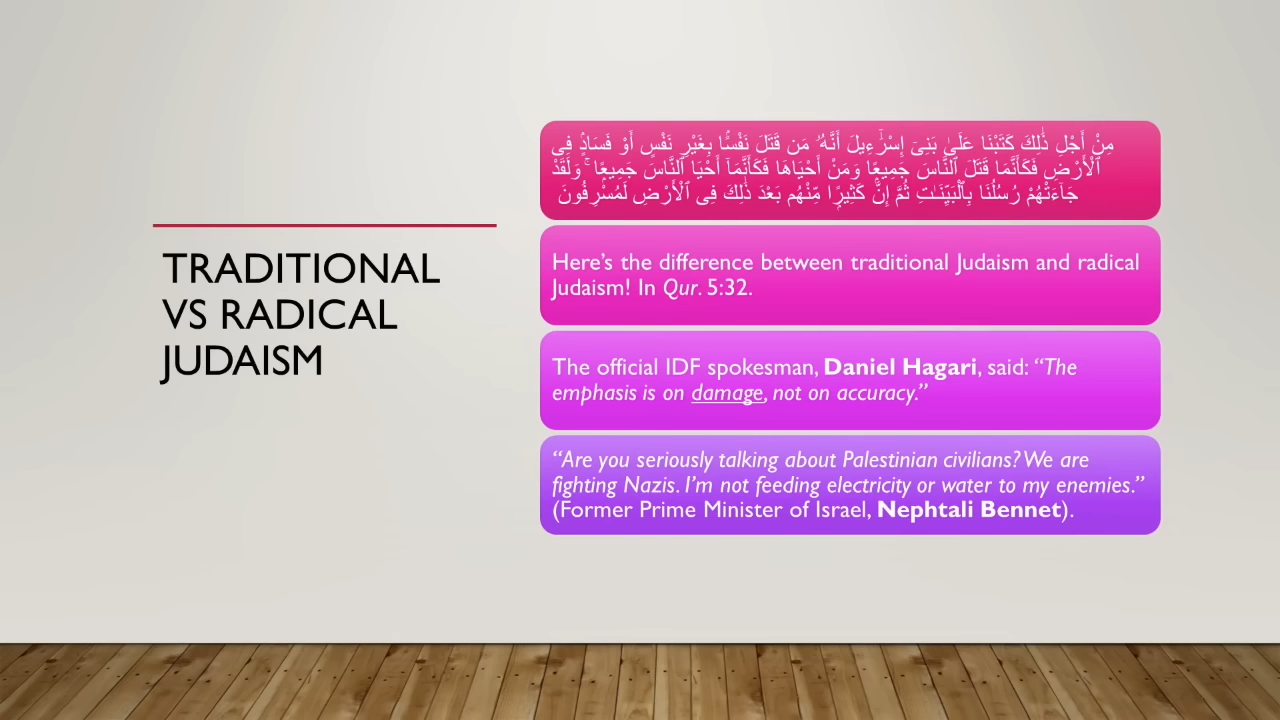 TRADITIONAL
VS RADICAL
JUDAISM
مِنْ أَجْلِ ذَٰلِكَ كَتَبْنَا عَلَىٰ بَنِىٓ إِسْرَٰٓءِيلَ أَنَّهُۥ مَن قَتَلَ نَفْسًۢا بِغَيْرِ نَفْسٍ أَوْ فَسَادٍۢ فِى
ٱلْأَرْضِ فَكَأَنَّمَا قَتَلَ ٱلنَّاسَ جَمِيعًۭا وَمَنْ أَحْيَاهَا فَكَأَنَّمَآ أَحْيَا ٱلنَّاسَ جَمِيعًۭا ۚ وَلَقَدْ
جَآءَتْهُمْ رُسُلُنَا بِٱلْبَيِّنَـٰتِ ثُمَّ إِنَّ كَثِيرًۭا مِّنْهُم بَعْدَ ذَٰلِكَ فِى ٱلْأَرْضِ لَمُسْرِفُونَ
Here’s the difference between traditional Judaism and radical
Judaism! In Qur. 5:32.
The official IDF spokesman, Daniel Hagari, said: “The
emphasis is on damage, not on accuracy.”
“Are you seriously talking about Palestinian civilians? We are
fighting Nazis. I’m not feeding electricity or water to my enemies.”
(Former Prime Minister of Israel, Nephtali Bennet).